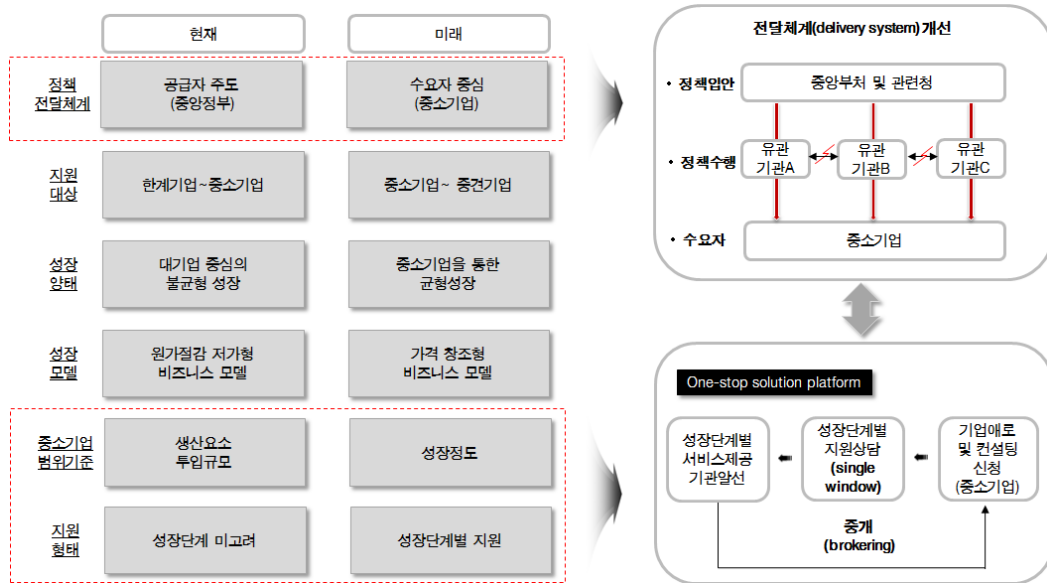 현재
미래
정책
전달체계
공급자 주도
(중앙정부)
수요자 중심
(중소기업)
지원
대상
한계기업~중소기업
중소기업~ 중견기업
성장
양태
대기업 중심의
불균형 성장
중소기업을 통한
균형성장
성장
모델
원가절감 저가형
비즈니스 모델
가격 창조형
비즈니스 모델
중소기업
범위기준
생산요소
투입규모
성장정도
지원
형태
성장단계 미고려
성장단계별 지원
전달체계(delivery system) 개선
• 정책입안
중앙부처 및 관련청
• 정책수행
유관
기관A
유관
기관B
유관
기관C
• 수요자
중소기업
One-stop solution platform
성장단계별
서비스제공
기관알선
성장단계별
지원상담
(single
window)
기업애로
및 컨설팅
신청
(중소기업)
중개
(brokering)